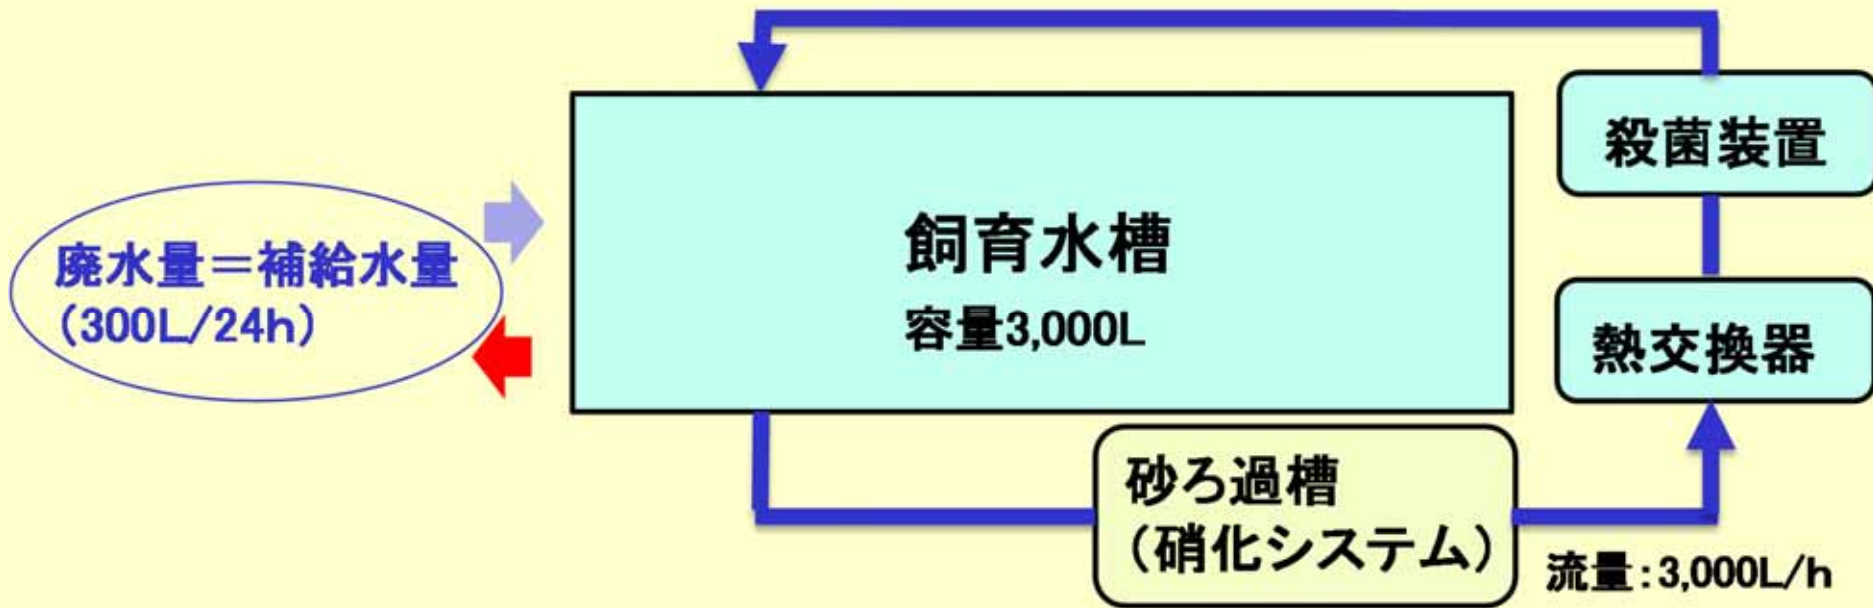 殺菌装置
飼育水槽
容量3,000L
廃水量＝補給水量
（300L/24h）
熱交換器
砂ろ過槽
（硝化システム）
流量：3,000L/h